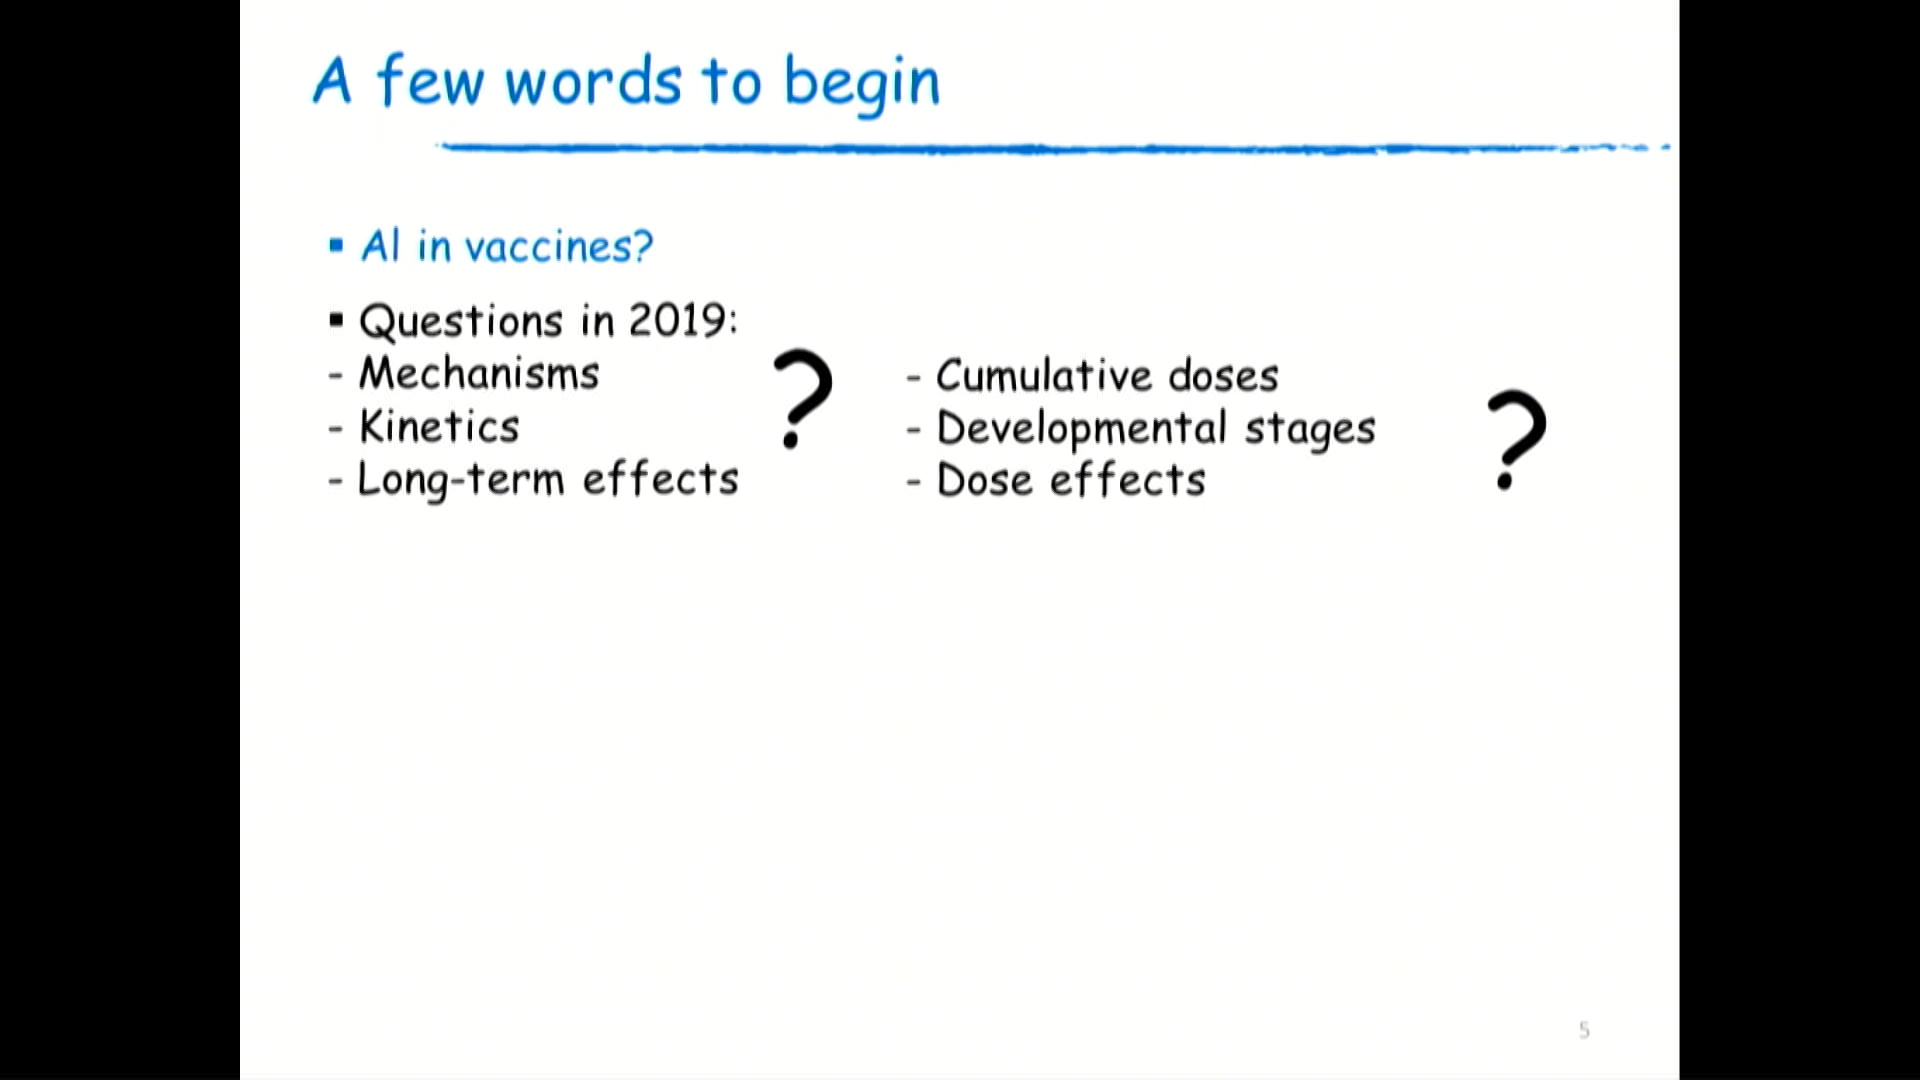 A few words to begin
▪ Al in vaccines?
▪ Questions in 2019:
- Mechanisms
- Kinetics
- Long-term effects
?
- Cumulative doses
- Developmental stages
- Dose effects
?
5